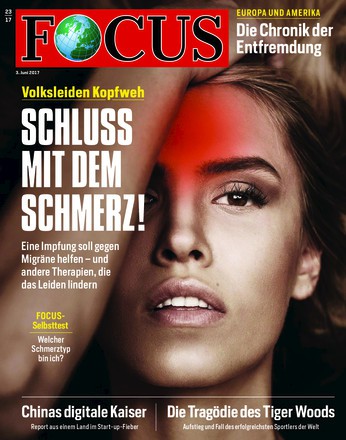 23
17
FOCUS
3. Juni 2017
EUROPA UND AMERIKA
Die Chronik der
Entfremdung
Volksleiden Kopfweh
SCHLUSS
MIT DEM
SCHMERZ!
Eine Impfung soll gegen
Migräne helfen – und
andere Therapien, die
das Leiden lindern
FOCUS-
Selbsttest
Welcher
Schmerztyp
bin ich?
Chinas digitale Kaiser
Report aus einem Land im Start-up-Fieber
Die Tragödie des Tiger Woods
Aufstieg und Fall des erfolgreichsten Sportlers der Welt